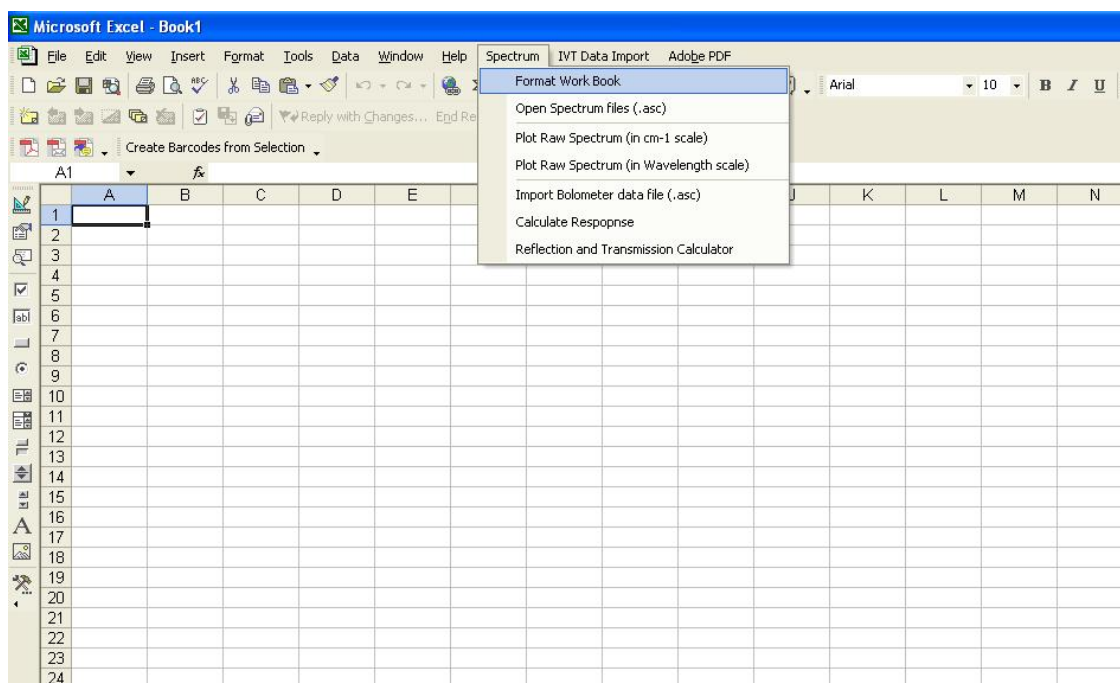 Microsoft Excel - Book1
File Edit View Insert Format Tools Data Window Help Spectrum IVT Data Import Adobe PDF
Arial 10 B I U
Reply with Changes... End Re
Create Barcodes from Selection
A1 fx
Format Work Book
Open Spectrum files (.asc)
Plot Raw Spectrum (in cm-1 scale)
Plot Raw Spectrum (in Wavelength scale)
Import Bolometer data file (.asc)
Calculate Respopnse
Reflection and Transmission Calculator
A B C D E J K L M N
1
2
3
4
5
6
7
8
9
10
11
12
13
14
15
16
17
18
19
20
21
22
23
24